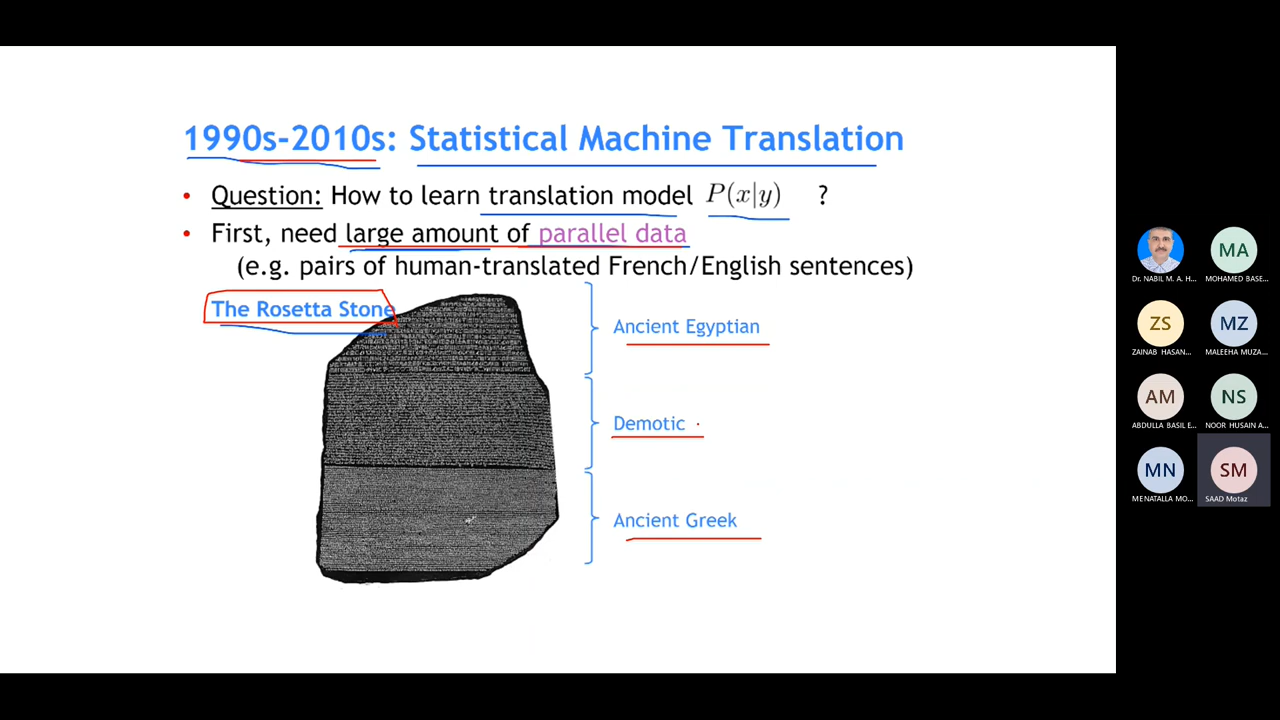 1990s-2010s: Statistical Machine Translation
• Question: How to learn translation model P(x|y) ?
• First, need large amount of parallel data
(e.g. pairs of human-translated French/English sentences)
The Rosetta Stone
Ancient Egyptian
Demotic
Ancient Greek
Dr. NABIL M. A. H...
MA
MOHAMED BASE...
ZS
ZAINAB HASAN...
MZ
MALEEHA MUZA...
AM
ABDULLA BASIL E...
NS
NOOR HUSAIN A...
MN
MENATALLA MO...
SM
SAAD Motaz